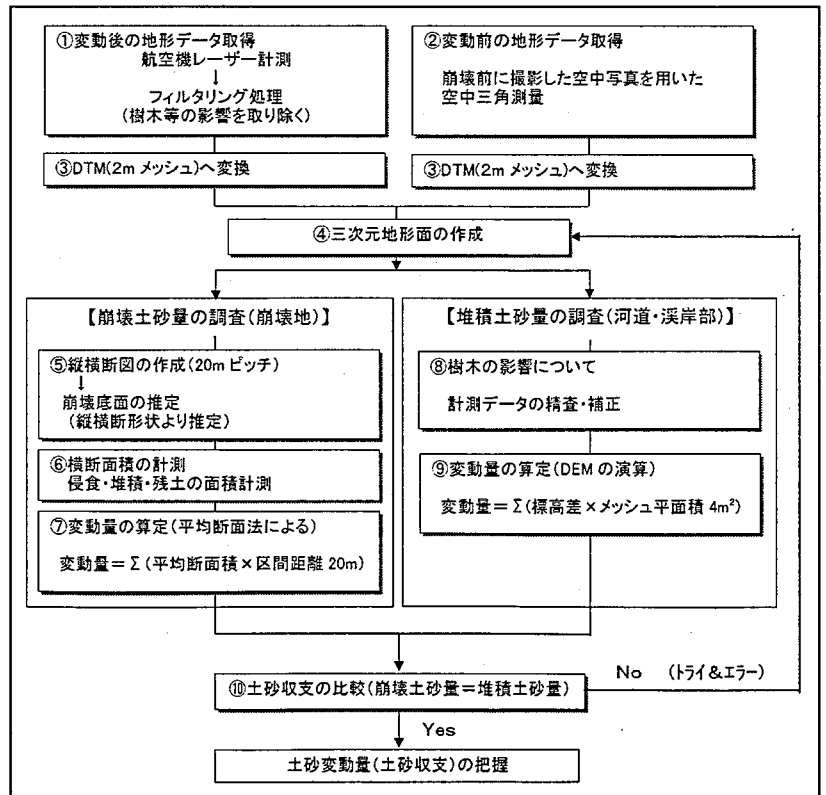 ①変動後の地形データ取得
航空機レーザー計測
↓
フィルタリング処理
(樹木等の影響を取り除く)
②変動前の地形データ取得
崩壊前に撮影した空中写真を用いた
空中三角測量
③DTM(2m メッシュ)へ変換
③DTM(2m メッシュ)へ変換
④三次元地形面の作成
【崩壊土砂量の調査(崩壊地)】
⑤縦横断図の作成(20m ピッチ)
↓
崩壊底面の推定
(縦横断形状より推定)
⑥横断面積の計測
侵食・堆積・残土の面積計測
⑦変動量の算定(平均断面法による)
変動量=Σ(平均断面積×区間距離 20m)
【堆積土砂量の調査(河道・渓岸部)】
⑧樹木の影響について
計測データの精査・補正
⑨変動量の算定(DEM の演算)
変動量=Σ(標高差×メッシュ平面積 4m²)
⑩土砂収支の比較(崩壊土砂量=堆積土砂量)
No (トライ&エラー)
Yes
土砂変動量(土砂収支)の把握